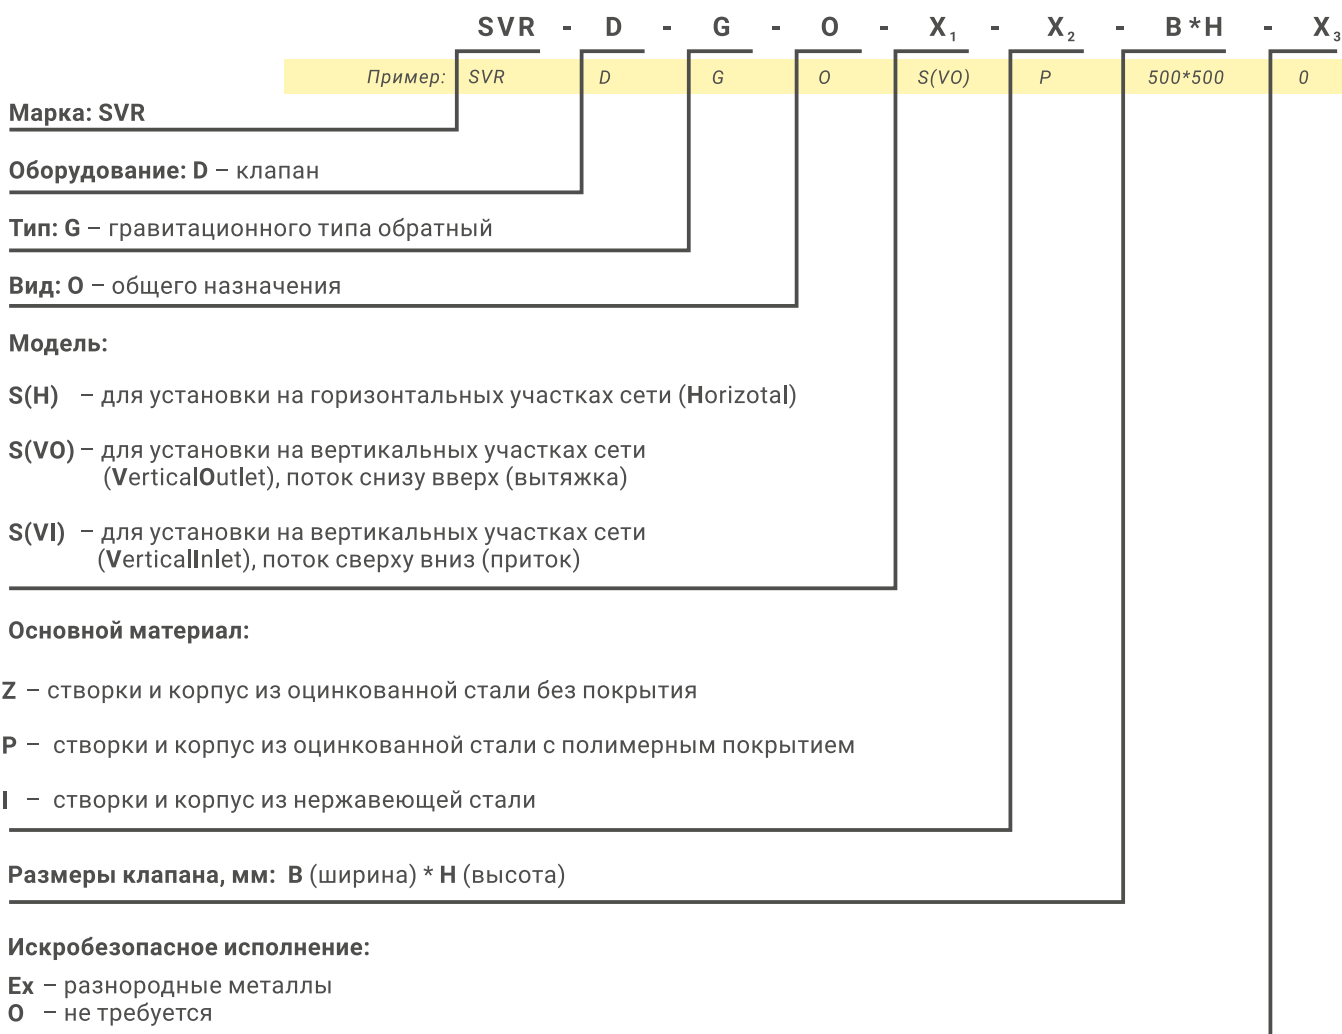 SVR - D - G - O - X₁ - X₂ - B*H - X₃
Пример: SVR D G O S(VO) P 500*500 0
Марка: SVR
Оборудование: D – клапан
Тип: G – гравитационного типа обратный
Вид: O – общего назначения
Модель:
S(H) – для установки на горизонтальных участках сети (Horizotal)
S(VO) – для установки на вертикальных участках сети
(VerticalOutlet), поток снизу вверх (вытяжка)
S(VI) – для установки на вертикальных участках сети
(VerticalInlet), поток сверху вниз (приток)
Основной материал:
Z – створки и корпус из оцинкованной стали без покрытия
P – створки и корпус из оцинкованной стали с полимерным покрытием
I – створки и корпус из нержавеющей стали
Размеры клапана, мм: B (ширина) * H (высота)
Искробезопасное исполнение:
Ex – разнородные металлы
O – не требуется